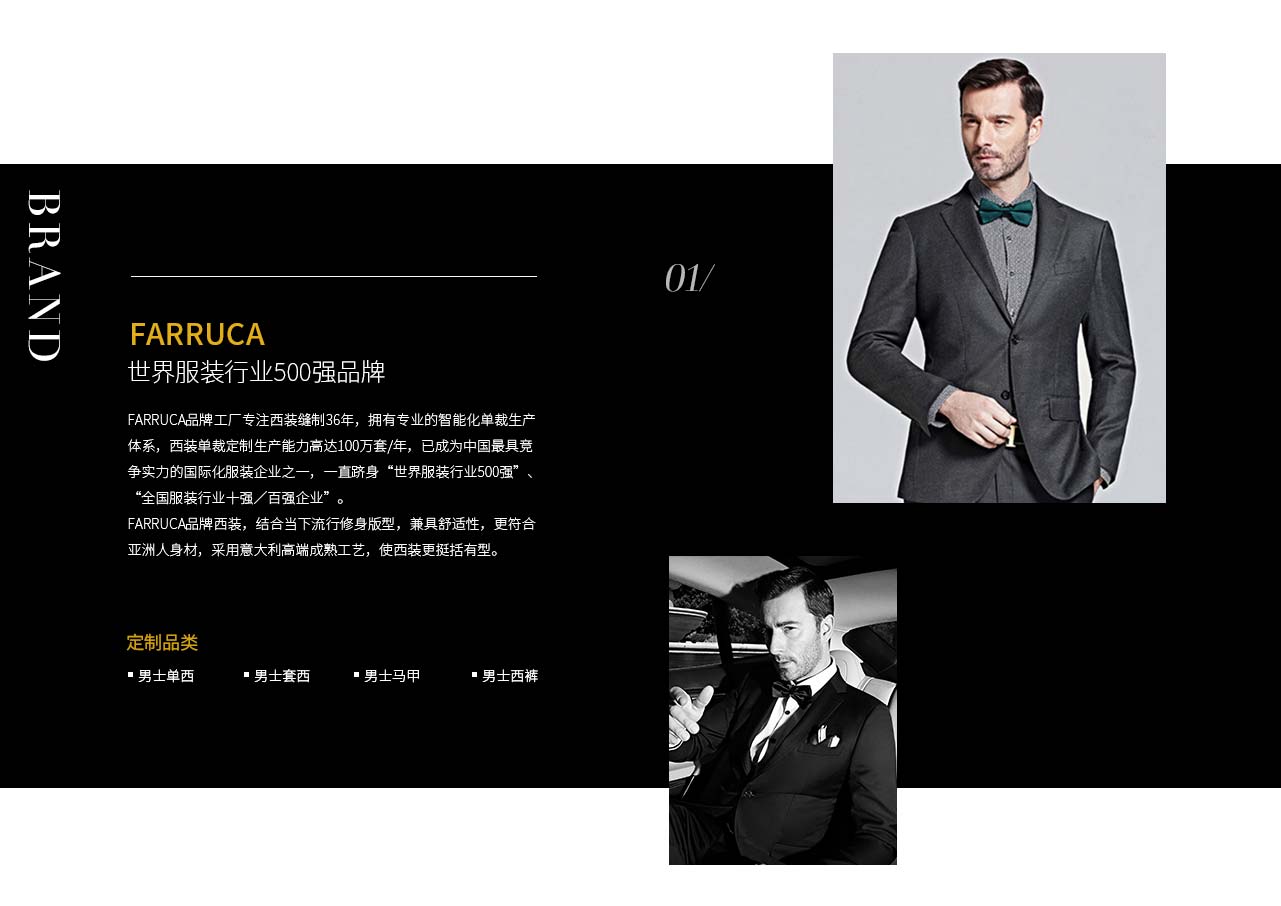 BRAND
01/
FARRUCA
世界服装行业500强品牌
FARRUCA品牌工厂专注西装缝制36年，拥有专业的智能化单裁生产
体系，西装单裁定制生产能力高达100万套/年，已成为中国最具竞
争实力的国际化服装企业之一，一直跻身“世界服装行业500强”、
“全国服装行业十强／百强企业”。
FARRUCA品牌西装，结合当下流行修身版型，兼具舒适性，更符合
亚洲人身材，采用意大利高端成熟工艺，使西装更挺括有型。
定制品类
▪ 男士单西 ▪ 男士套西 ▪ 男士马甲 ▪ 男士西裤